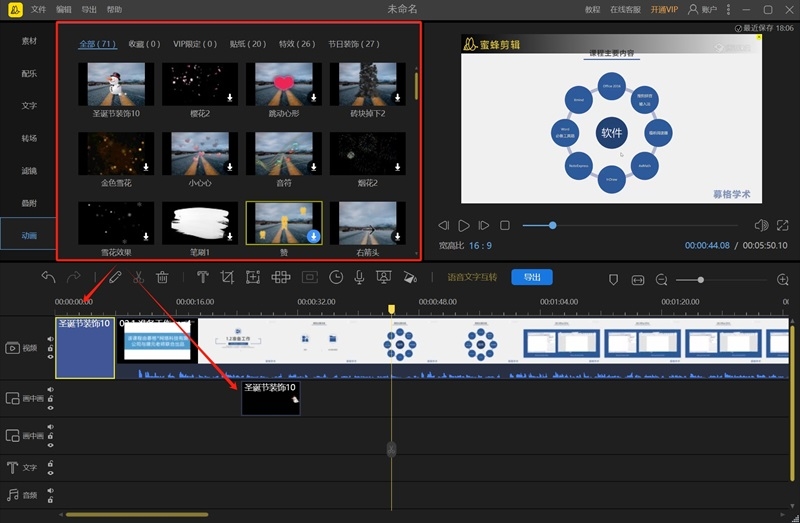 文件 编辑 导出 帮助
未命名
教程 在线客服 开通VIP 账户
最近保存 18:06
素材
配乐
文字
转场
滤镜
叠附
动画
全部 ( 71 ) 收藏 ( 0 ) VIP限定 ( 0 ) 贴纸 ( 20 ) 特效 ( 26 ) 节日装饰 ( 27 )
圣诞节装饰10 樱花2 跳动心形 砖块掉下2
金色雪花 小心心 音符 烟花2
雪花效果 笔刷1 赞 右箭头
蜜蜂剪辑
课程主要内容
Office 2016
软件
幕格学术
宽高比 16 : 9
00:00:44.08 / 00:05:50.10
语音文字互转
导出
00:00:00.00 00:00:16.00 00:00:32.00 00:00:48.00 00:01:04.00 00:01:20.00
视频
圣诞节装饰10
1.2准备工作
画中画
圣诞节装饰10
画中画
文字
音频